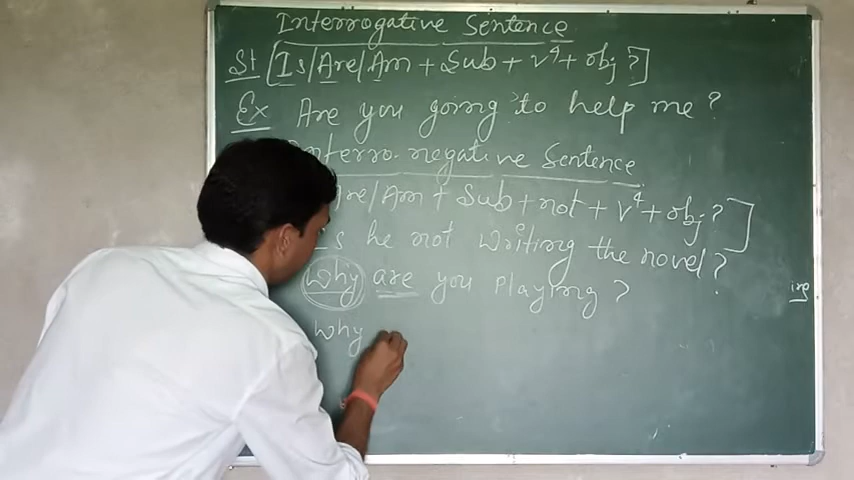 Interrogative Sentence
St [Is/Are/Am + Sub + v⁴ + obj ?]
Ex Are you going to help me ?
Interro-negative Sentence
Are/Am + Sub + not + v⁴ + obj ?]
Is he not writing the novel ?
Why are you playing ?
ing
Why